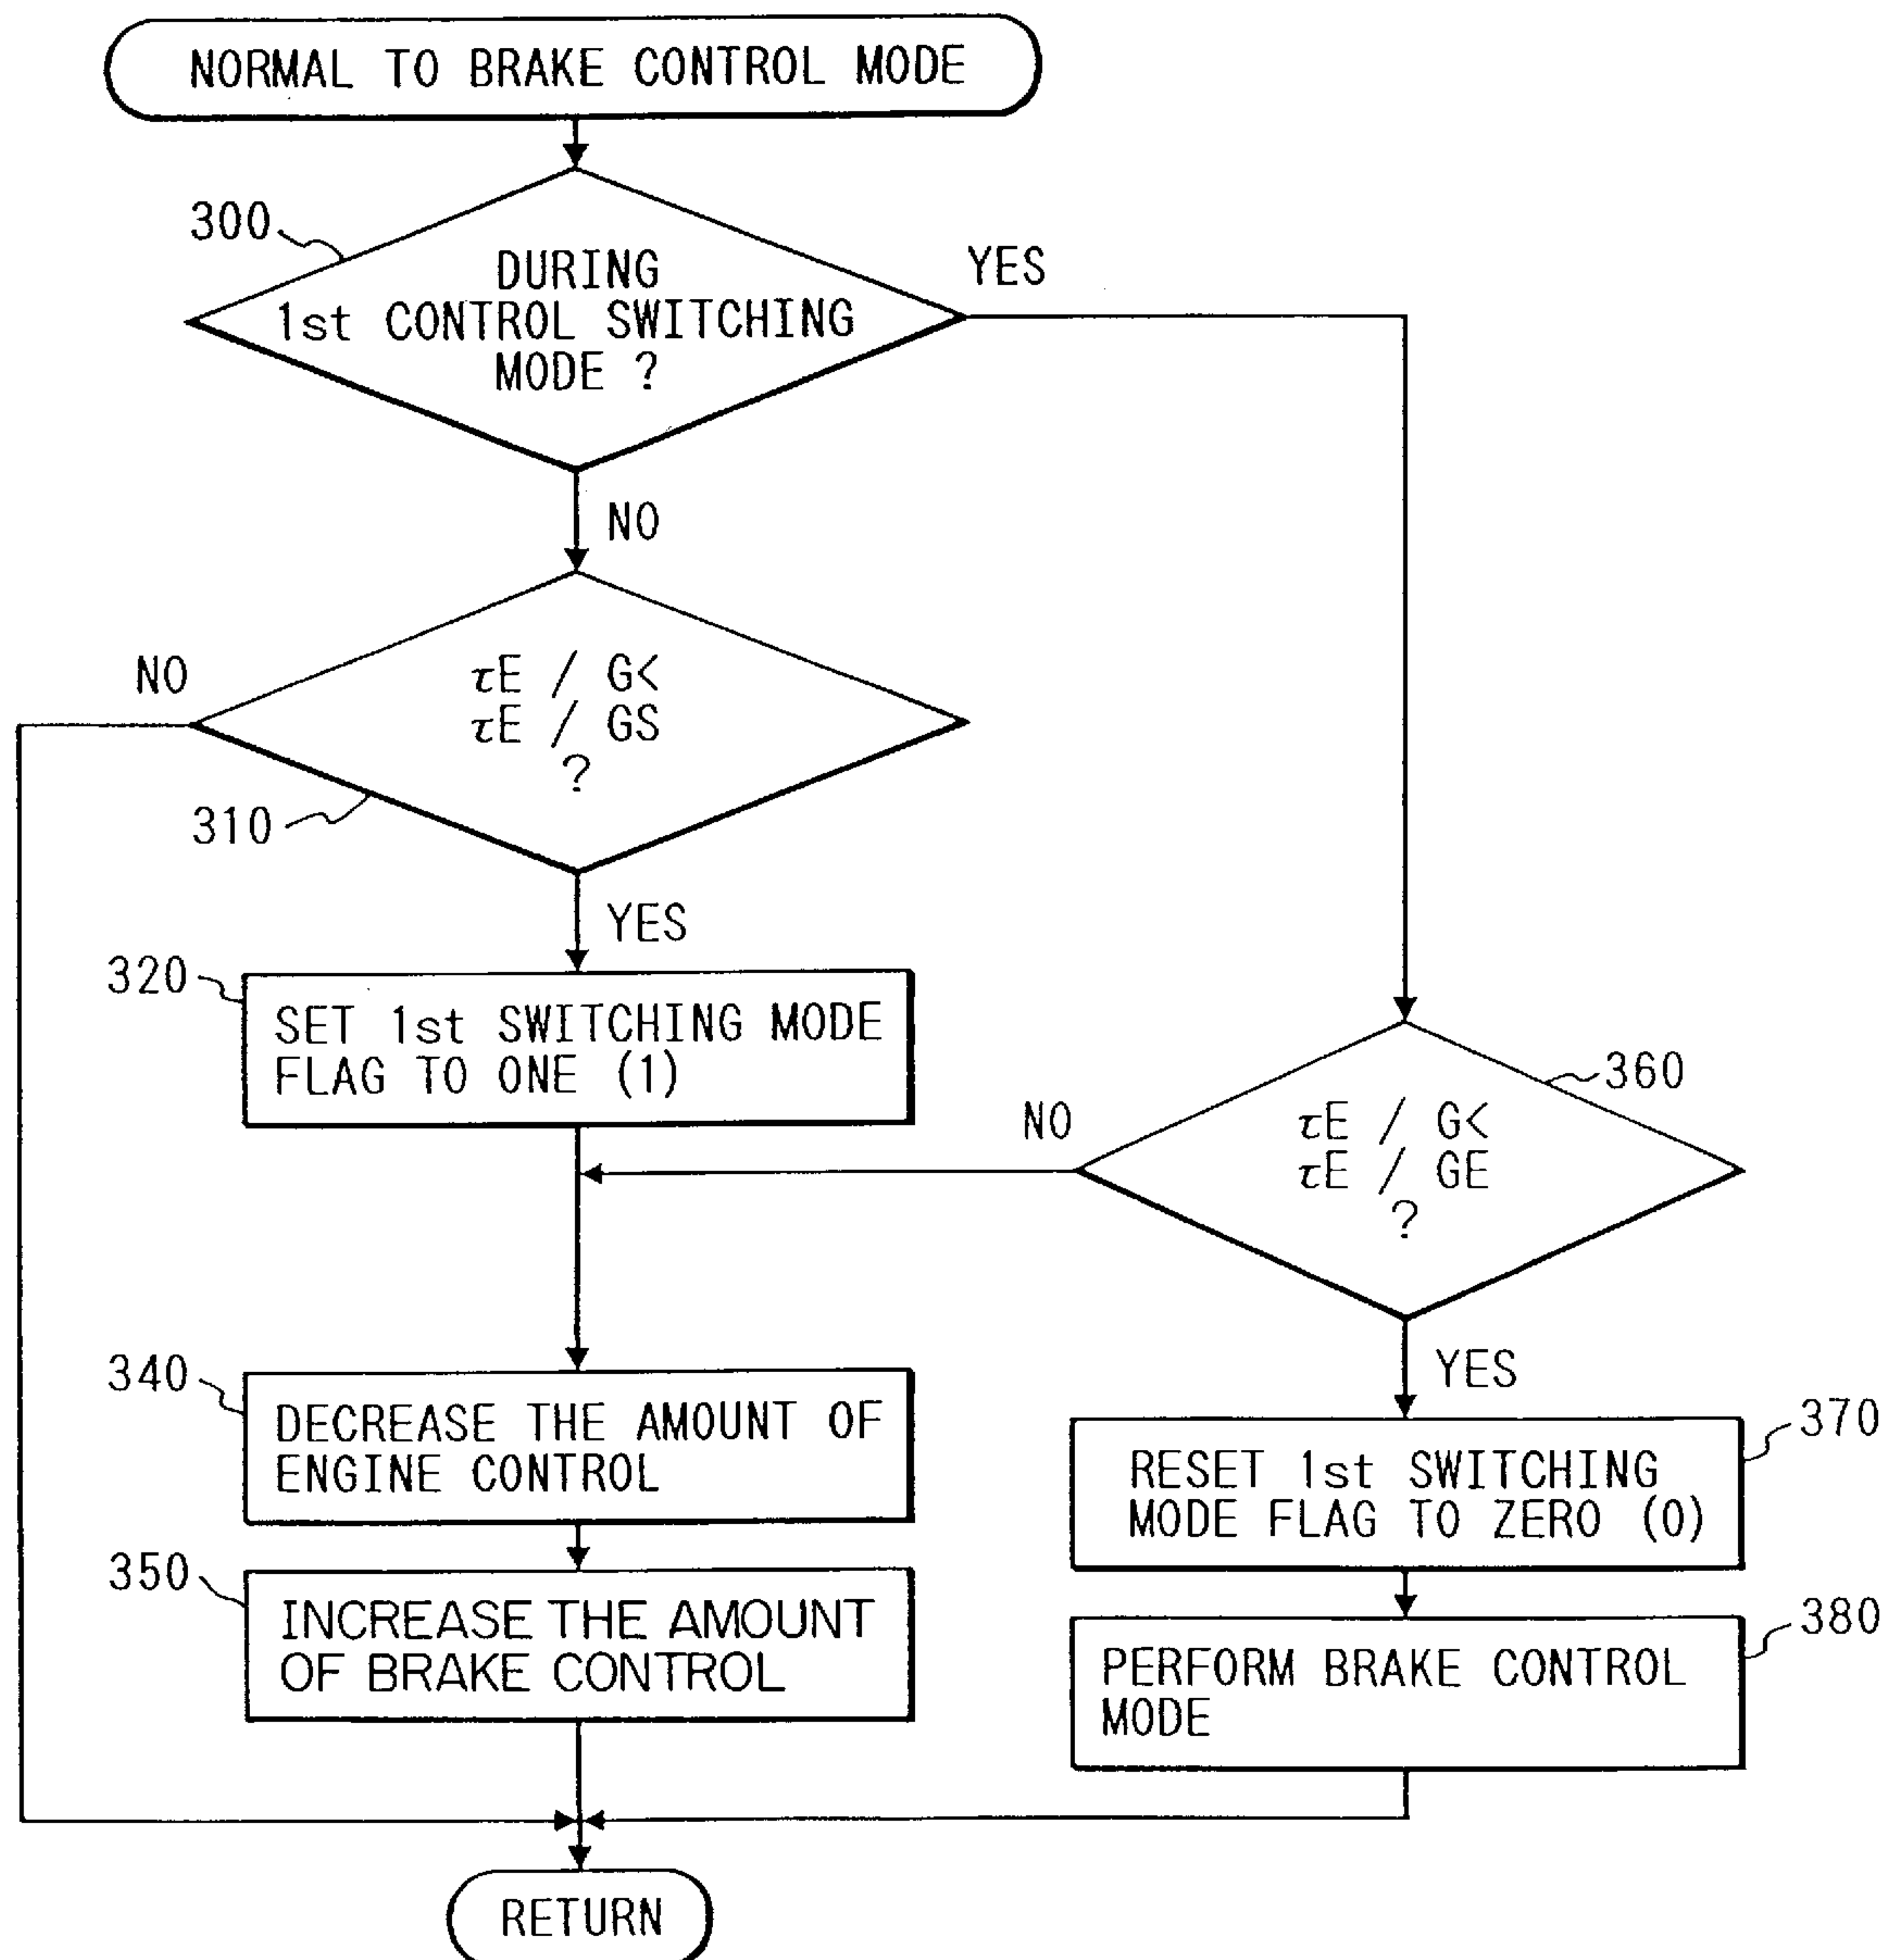 NORMAL TO BRAKE CONTROL MODE
300
DURING
1st CONTROL SWITCHING
MODE ?
YES
NO
NO
τE / G<
τE / GS
?
310
YES
320
SET 1st SWITCHING MODE
FLAG TO ONE (1)
360
NO
τE / G<
τE / GE
?
YES
340
DECREASE THE AMOUNT OF
ENGINE CONTROL
370
RESET 1st SWITCHING
MODE FLAG TO ZERO (0)
350
INCREASE THE AMOUNT
OF BRAKE CONTROL
380
PERFORM BRAKE CONTROL
MODE
RETURN